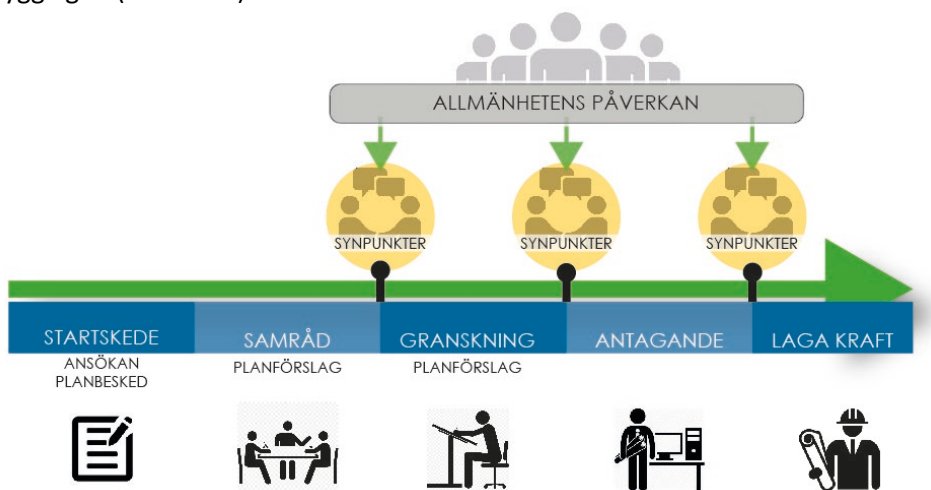 ALLMÄNHETENS PÅVERKAN
SYNPUNKTER SYNPUNKTER SYNPUNKTER
STARTSKEDE SAMRÅD GRANSKNING ANTAGANDE LAGA KRAFT
ANSÖKAN PLANFÖRSLAG PLANFÖRSLAG
PLANBESKED